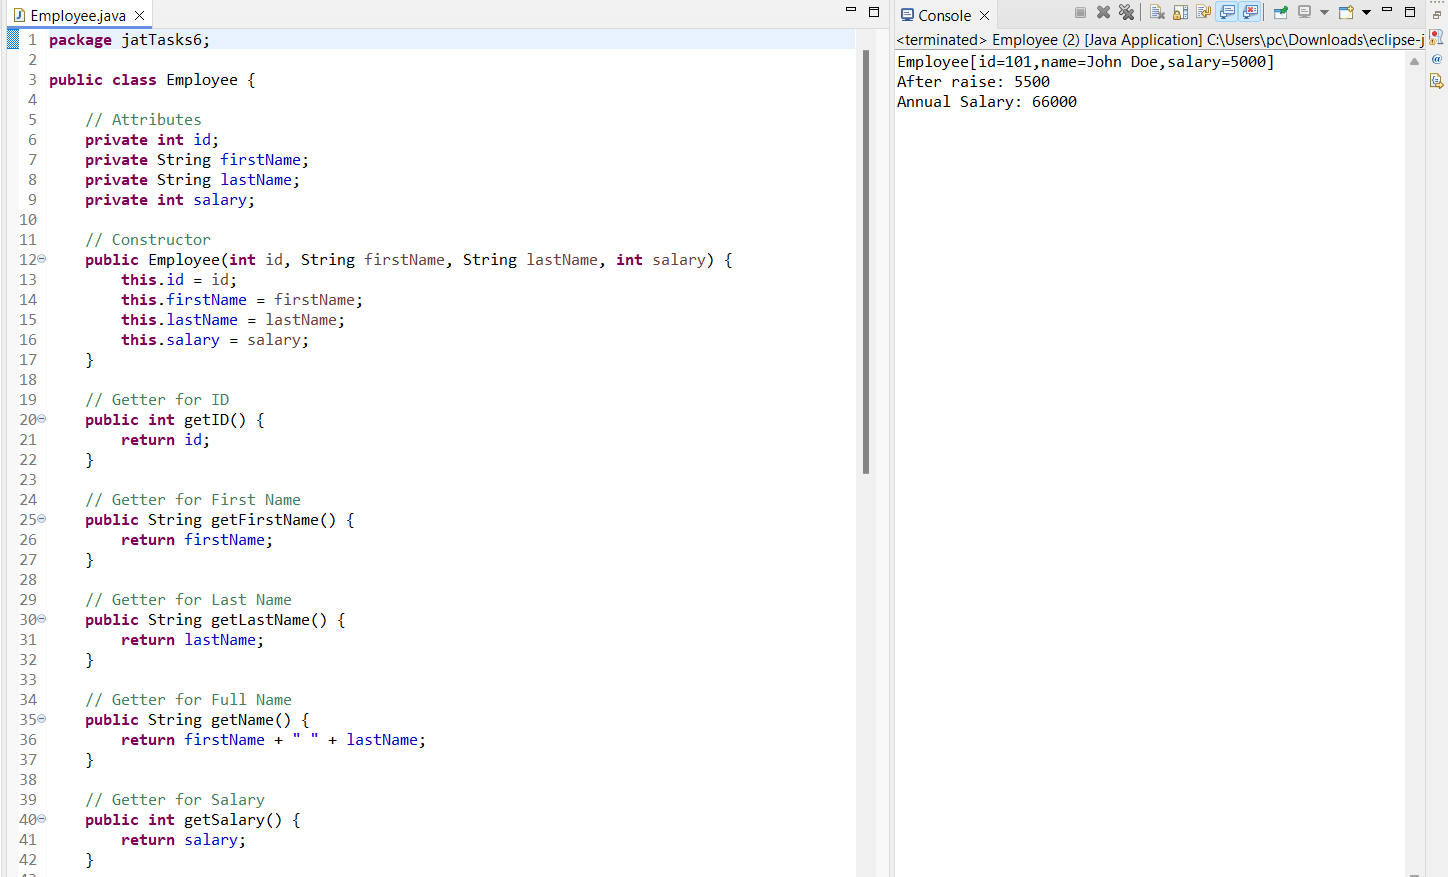 Employee.java
1 package jatTasks6;
2
3 public class Employee {
4
5     // Attributes
6     private int id;
7     private String firstName;
8     private String lastName;
9     private int salary;
10
11     // Constructor
12     public Employee(int id, String firstName, String lastName, int salary) {
13         this.id = id;
14         this.firstName = firstName;
15         this.lastName = lastName;
16         this.salary = salary;
17     }
18
19     // Getter for ID
20     public int getID() {
21         return id;
22     }
23
24     // Getter for First Name
25     public String getFirstName() {
26         return firstName;
27     }
28
29     // Getter for Last Name
30     public String getLastName() {
31         return lastName;
32     }
33
34     // Getter for Full Name
35     public String getName() {
36         return firstName + " " + lastName;
37     }
38
39     // Getter for Salary
40     public int getSalary() {
41         return salary;
42     }
Console
<terminated> Employee (2) [Java Application] C:\Users\pc\Downloads\eclipse-j
Employee[id=101,name=John Doe,salary=5000]
After raise: 5500
Annual Salary: 66000